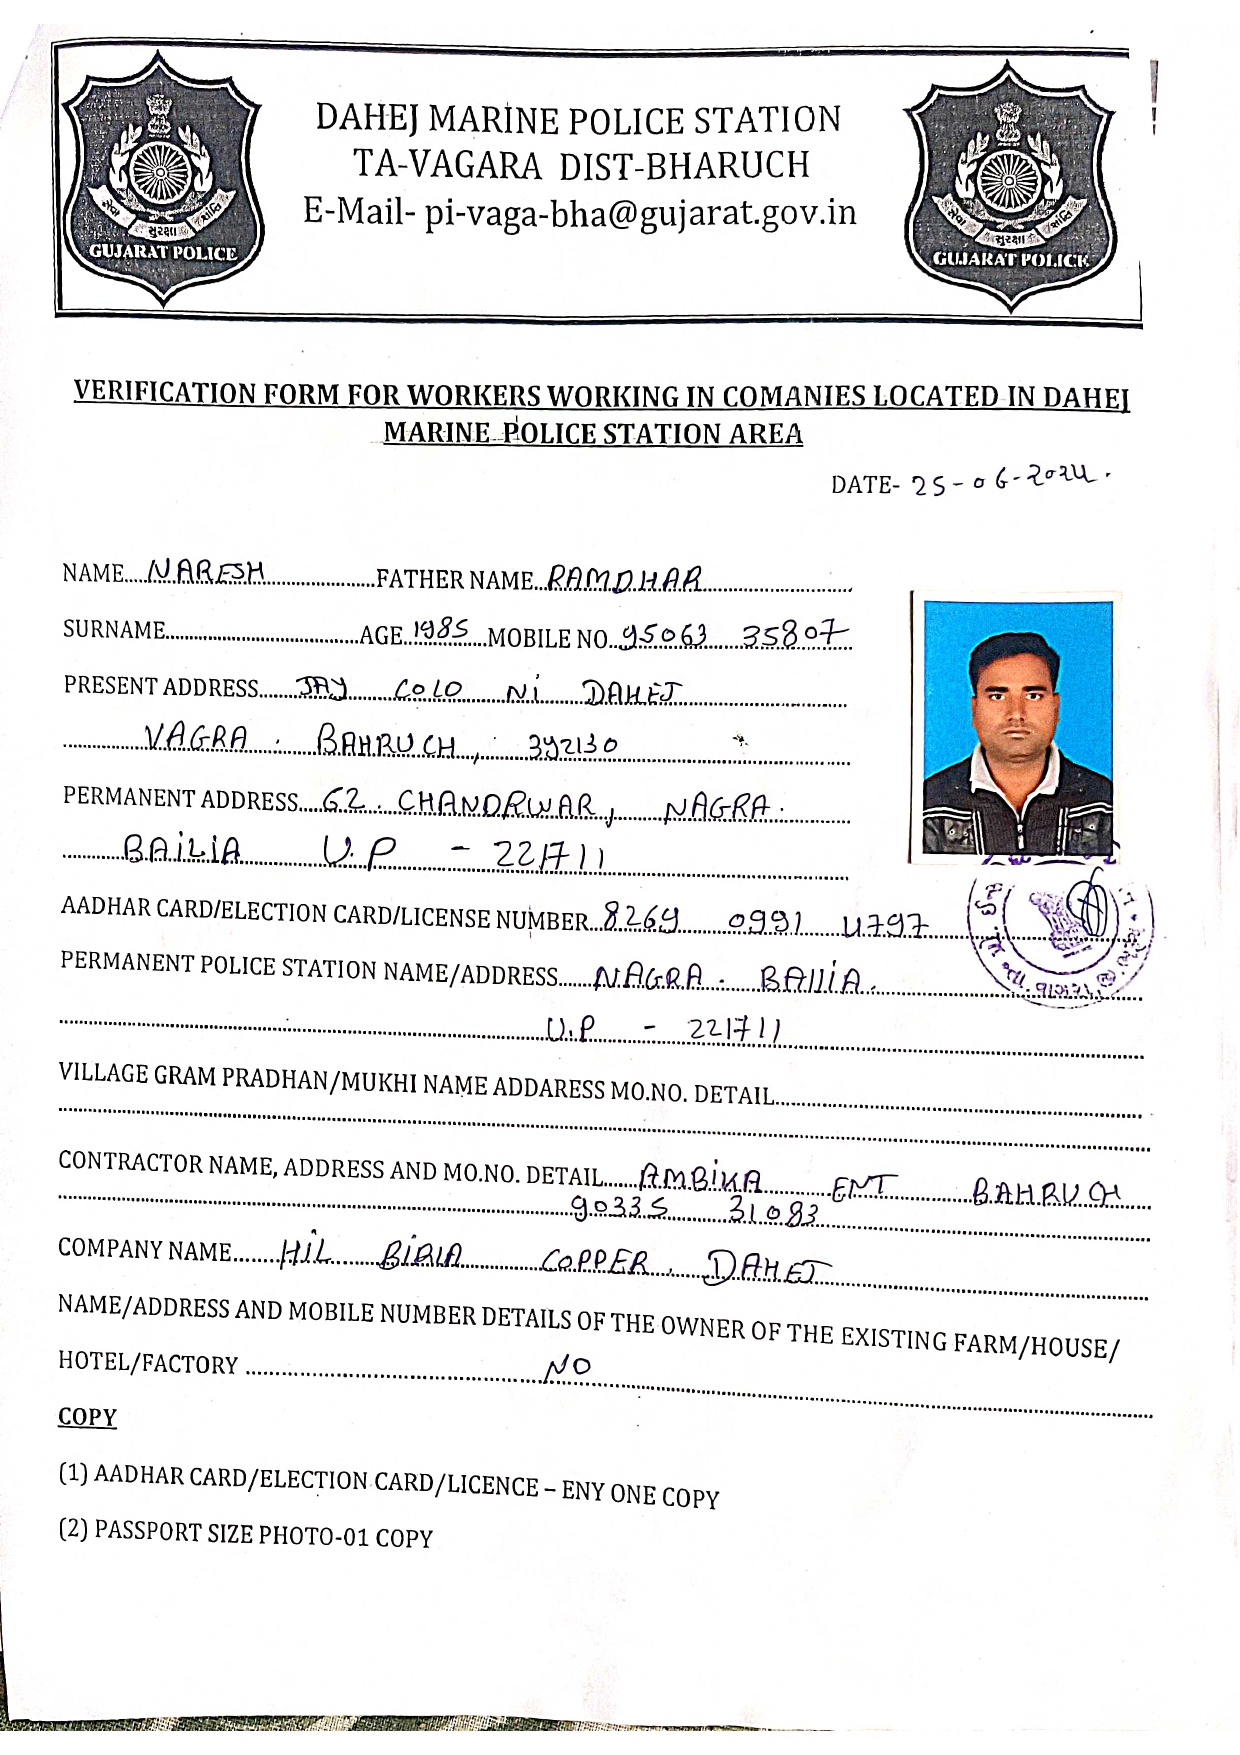 DAHEJ MARINE POLICE STATION
TA-VAGARA DIST-BHARUCH
E-Mail- pi-vaga-bha@gujarat.gov.in
સેવા સુરક્ષા શાંતિ
GUJARAT POLICE
સેવા સુરક્ષા શાંતિ
GUJARAT POLICE
VERIFICATION FORM FOR WORKERS WORKING IN COMANIES LOCATED IN DAHEJ
MARINE POLICE STATION AREA
DATE- 25-06-2024.
NAME....NARESH....................FATHER NAME..RAMDHAR............................
SURNAME.......................................AGE..1985...MOBILE NO..95063 35807
PRESENT ADDRESS.......JAY COLO NI DAHEJ............................
................VAGRA . BAHRUCH, 392130............................
PERMANENT ADDRESS....62. CHANDRWAR, NAGRA.
............BAILIA U.P - 221711............................
AADHAR CARD/ELECTION CARD/LICENSE NUMBER..8269 0991 4797............................
PERMANENT POLICE STATION NAME/ADDRESS......NAGRA. BAllIA.............................
............................U.P - 221711............................
VILLAGE GRAM PRADHAN/MUKHI NAME ADDARESS MO.NO. DETAIL............................
CONTRACTOR NAME, ADDRESS AND MO.NO. DETAIL......AMBIKA ENT BAHRUCH
............................90335 31083............................
COMPANY NAME........HIL BIRlA COPPER. DAHEJ............................
NAME/ADDRESS AND MOBILE NUMBER DETAILS OF THE OWNER OF THE EXISTING FARM/HOUSE/
HOTEL/FACTORY ............................NO............................
COPY
(1) AADHAR CARD/ELECTION CARD/LICENCE – ENY ONE COPY
(2) PASSPORT SIZE PHOTO-01 COPY